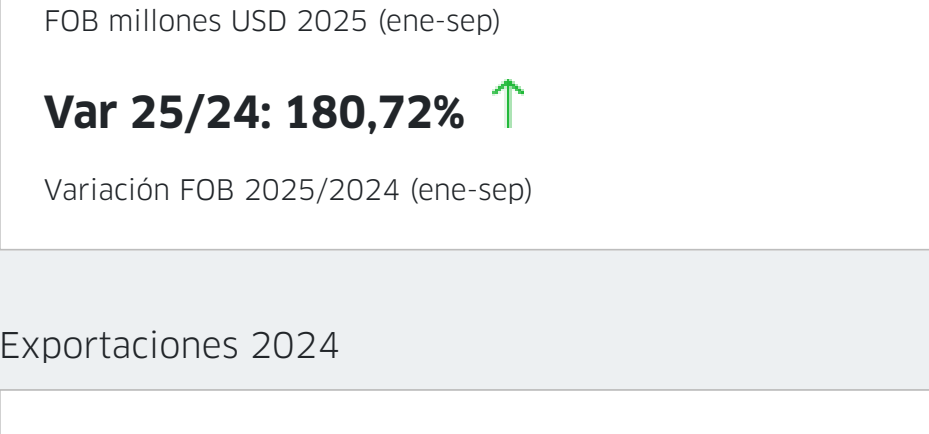 FOB millones USD 2025 (ene-sep)
Var 25/24: 180,72% ↑
Variación FOB 2025/2024 (ene-sep)
Exportaciones 2024